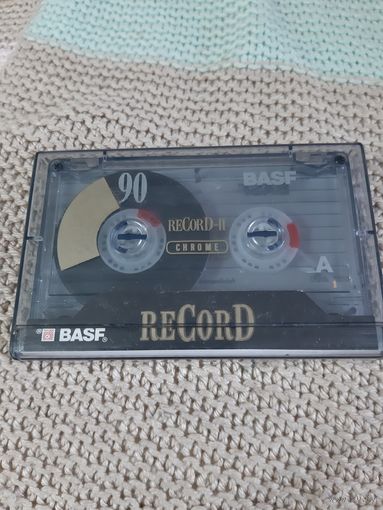 90
BASF
RECORD-II
CHROME
A
BASF
RECORD